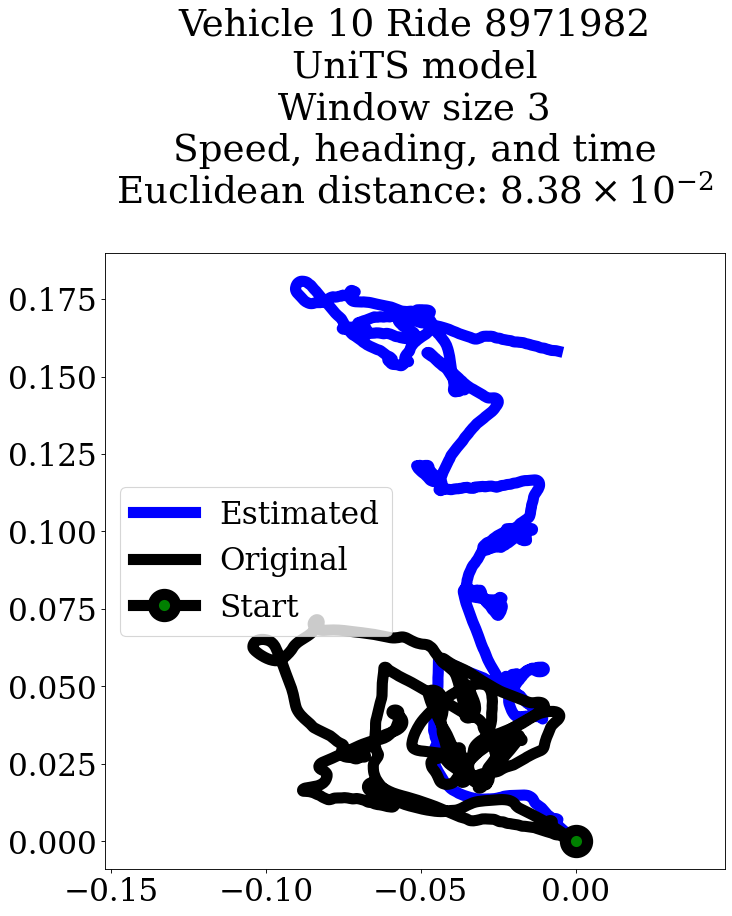 Vehicle 10 Ride 8971982
UniTS model
Window size 3
Speed, heading, and time
Euclidean distance: 8.38 × 10⁻²
0.175
0.150
0.125
0.100
0.075
0.050
0.025
0.000
Estimated
Original
Start
−0.15 −0.10 −0.05 0.00